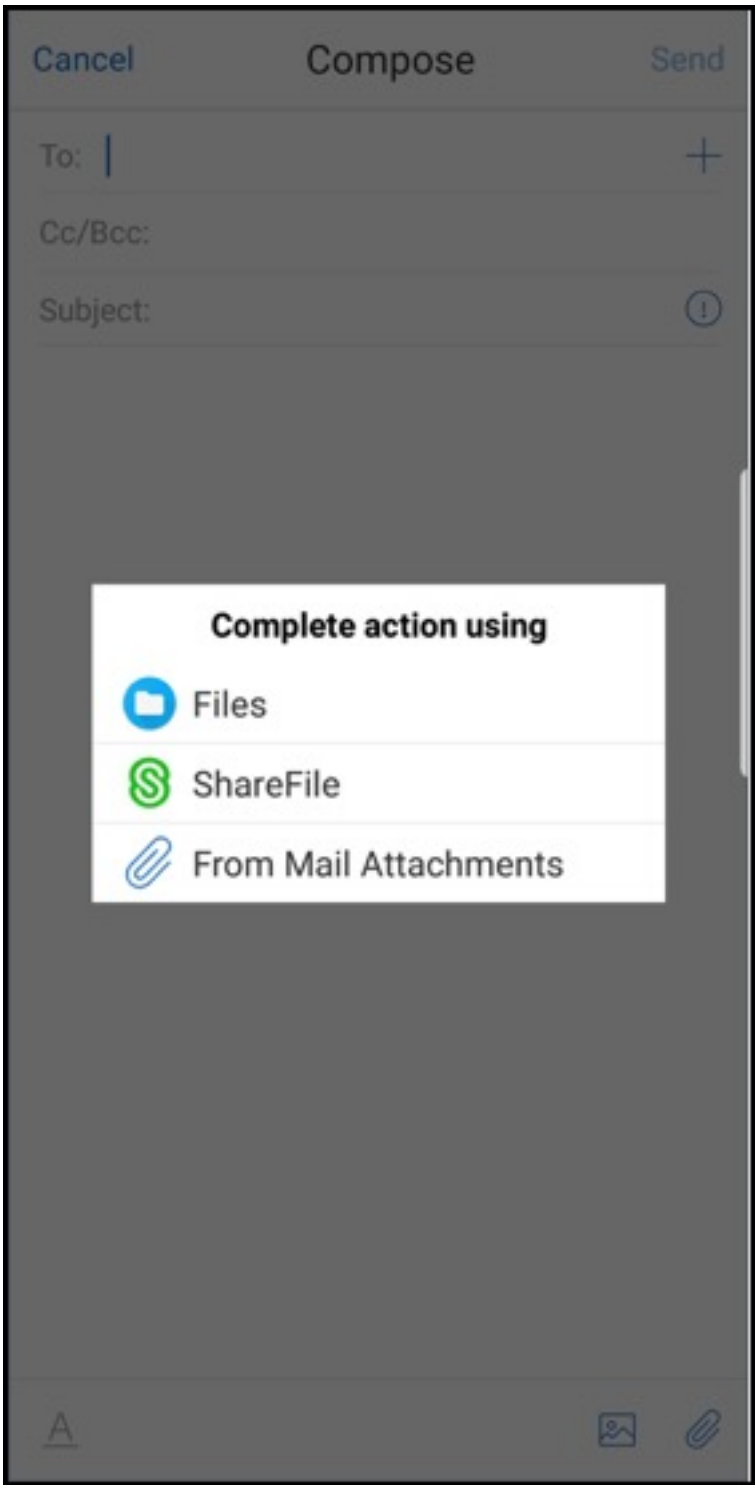 Cancel Compose Send
To:
Cc/Bcc:
Subject:
Complete action using
Files
ShareFile
From Mail Attachments
A